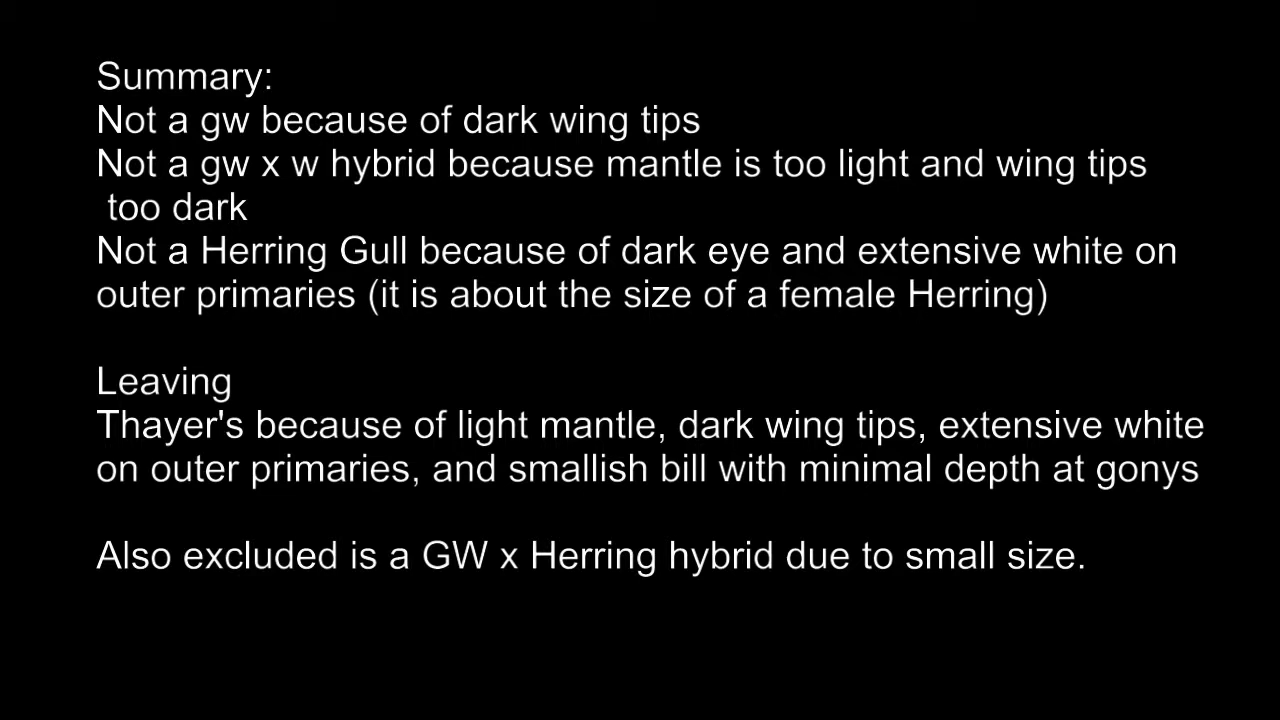 Summary:
Not a gw because of dark wing tips
Not a gw x w hybrid because mantle is too light and wing tips
too dark
Not a Herring Gull because of dark eye and extensive white on
outer primaries (it is about the size of a female Herring)
Leaving
Thayer's because of light mantle, dark wing tips, extensive white
on outer primaries, and smallish bill with minimal depth at gonys
Also excluded is a GW x Herring hybrid due to small size.